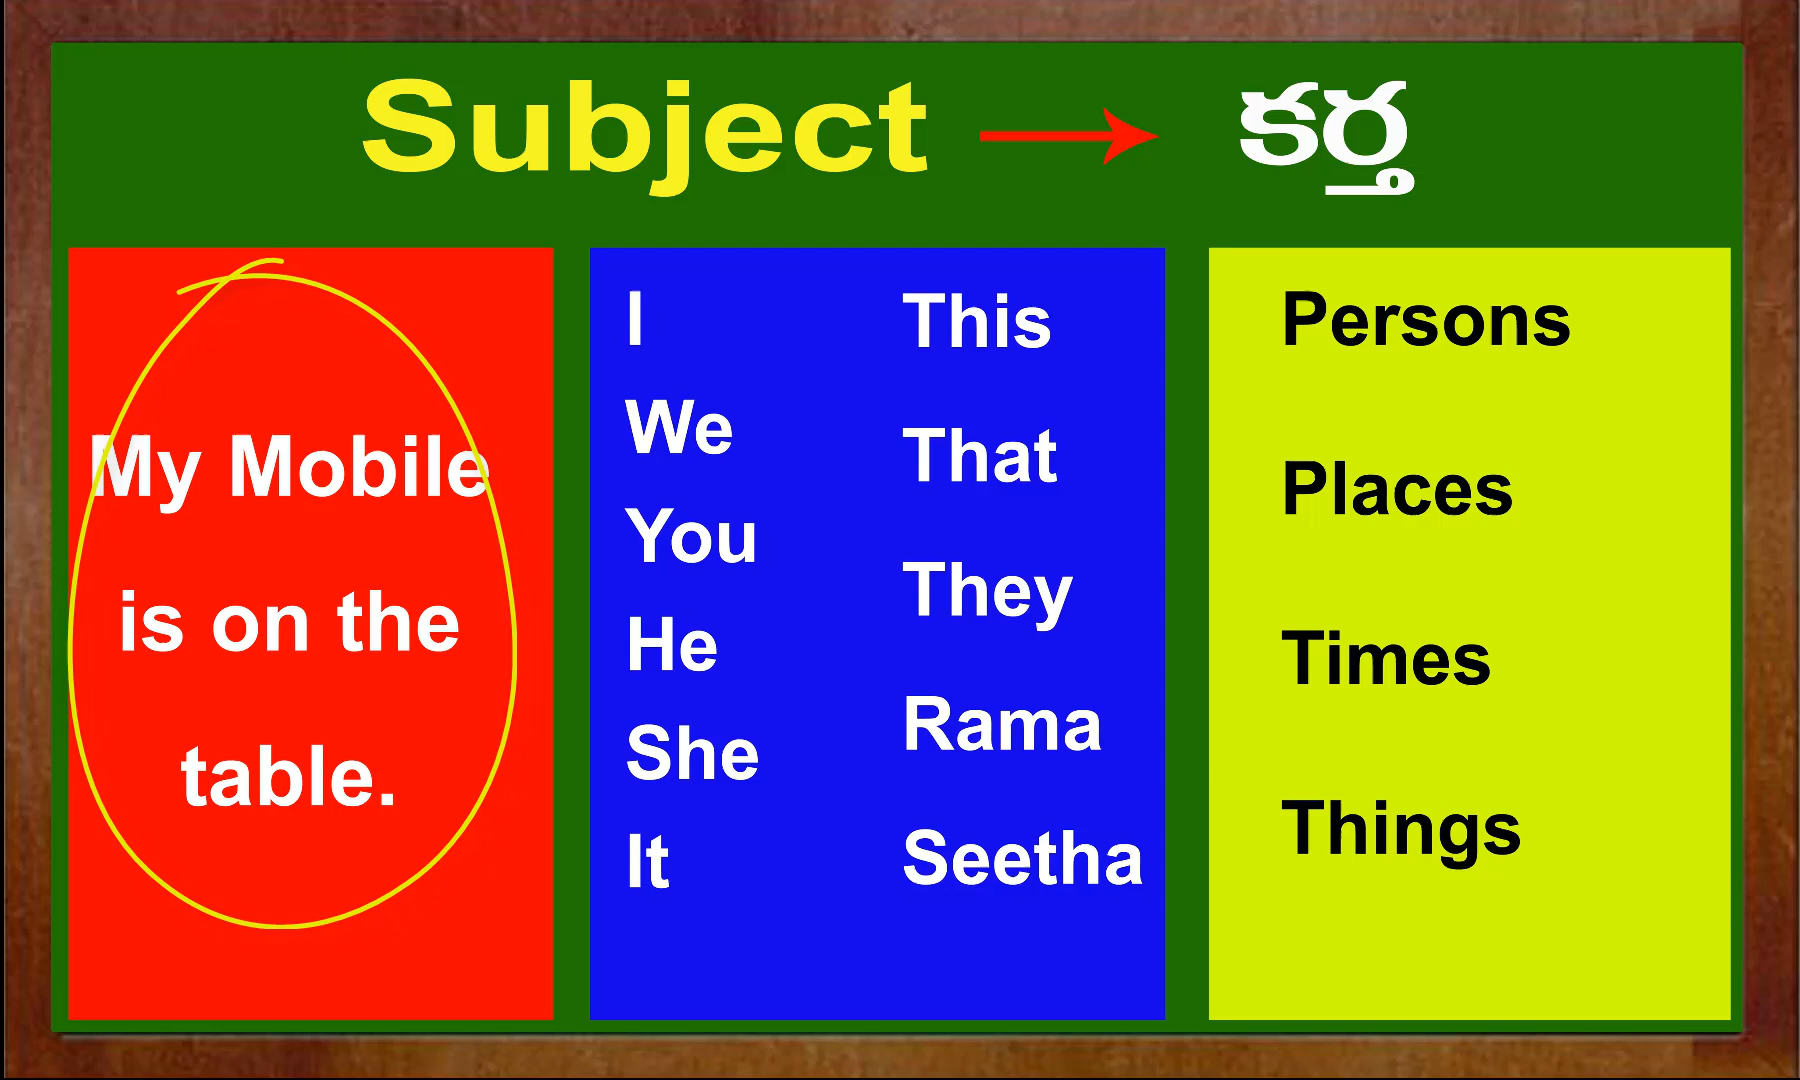 Subject → కర్త
My Mobile
is on the
table.
I
We
You
He
She
It
This
That
They
Rama
Seetha
Persons
Places
Times
Things